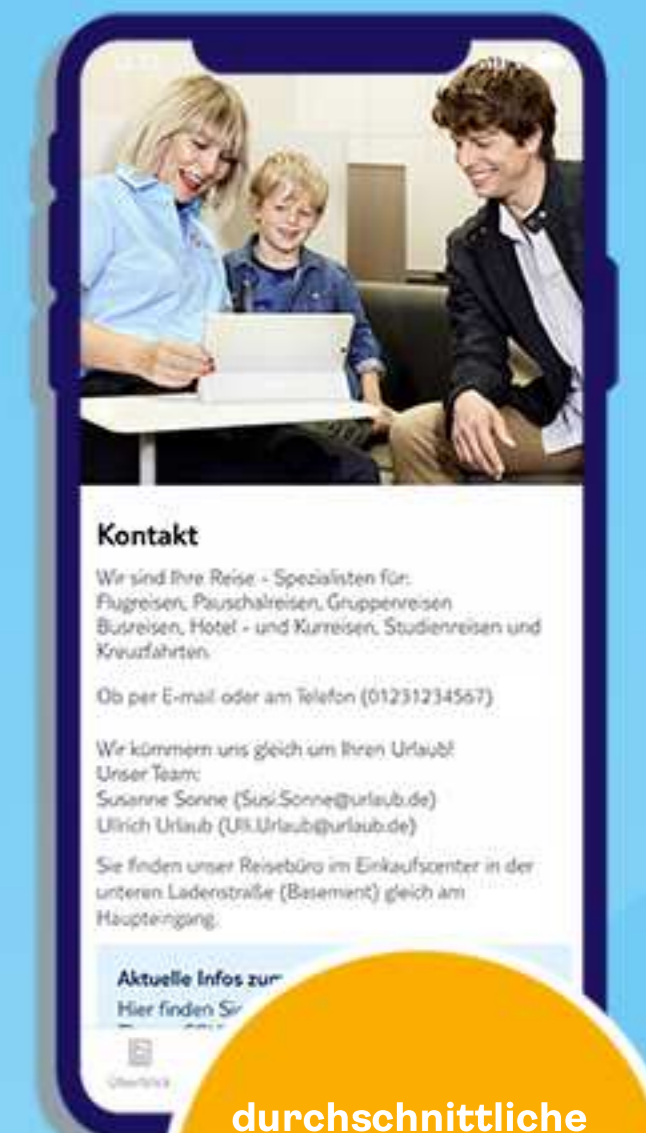 Kontakt
Wir sind Ihre Reise - Spezialisten für:
Flugreisen, Pauschalreisen, Gruppenreisen
Busreisen, Hotel - und Kurreisen, Studienreisen und
Kreuzfahrten.
Ob per E-mail oder am Telefon (01231234567)
Wir kümmern uns gleich um Ihren Urlaub!
Unser Team:
Susanne Sonne (Susi.Sonne@urlaub.de)
Ullrich Urlaub (Ulli.Urlaub@urlaub.de)
Sie finden unser Reisebüro im Einkaufscenter in der
unteren Ladenstraße (Basement) gleich am
Haupteingang.
Aktuelle Infos zum
Hier finden Sie
Überblick
durchschnittliche